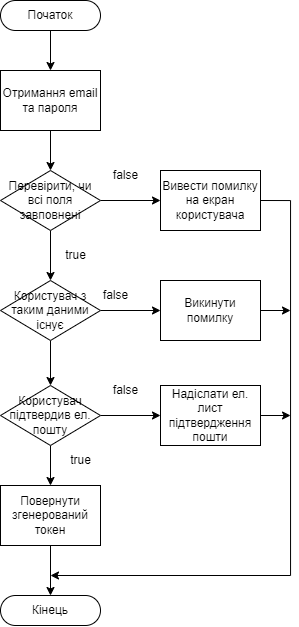 Початок
Отримання email
та пароля
Перевірити, чи
всі поля
заповнені
false
Вивести помилку
на екран
користувача
true
Користувач з
таким даними
існує
false
Викинути
помилку
Користувач
підтвердив ел.
пошту
false
Надіслати ел.
лист
підтвердження
пошти
true
Повернути
згенерований
токен
Кінець